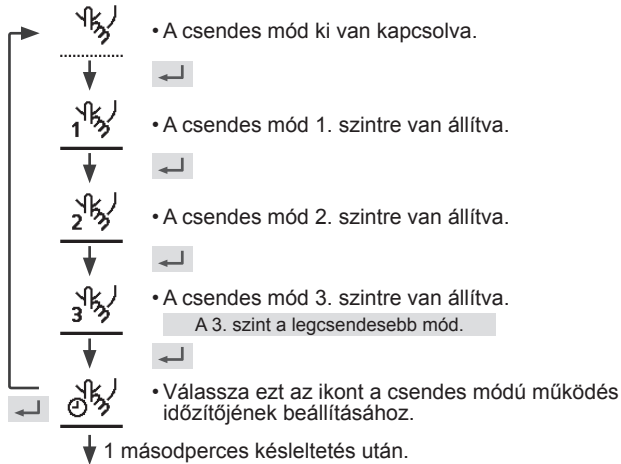 • A csendes mód ki van kapcsolva.
1
• A csendes mód 1. szintre van állítva.
2
• A csendes mód 2. szintre van állítva.
3
• A csendes mód 3. szintre van állítva.
A 3. szint a legcsendesebb mód.
• Válassza ezt az ikont a csendes módú működés
időzítőjének beállításához.
1 másodperces késleltetés után.